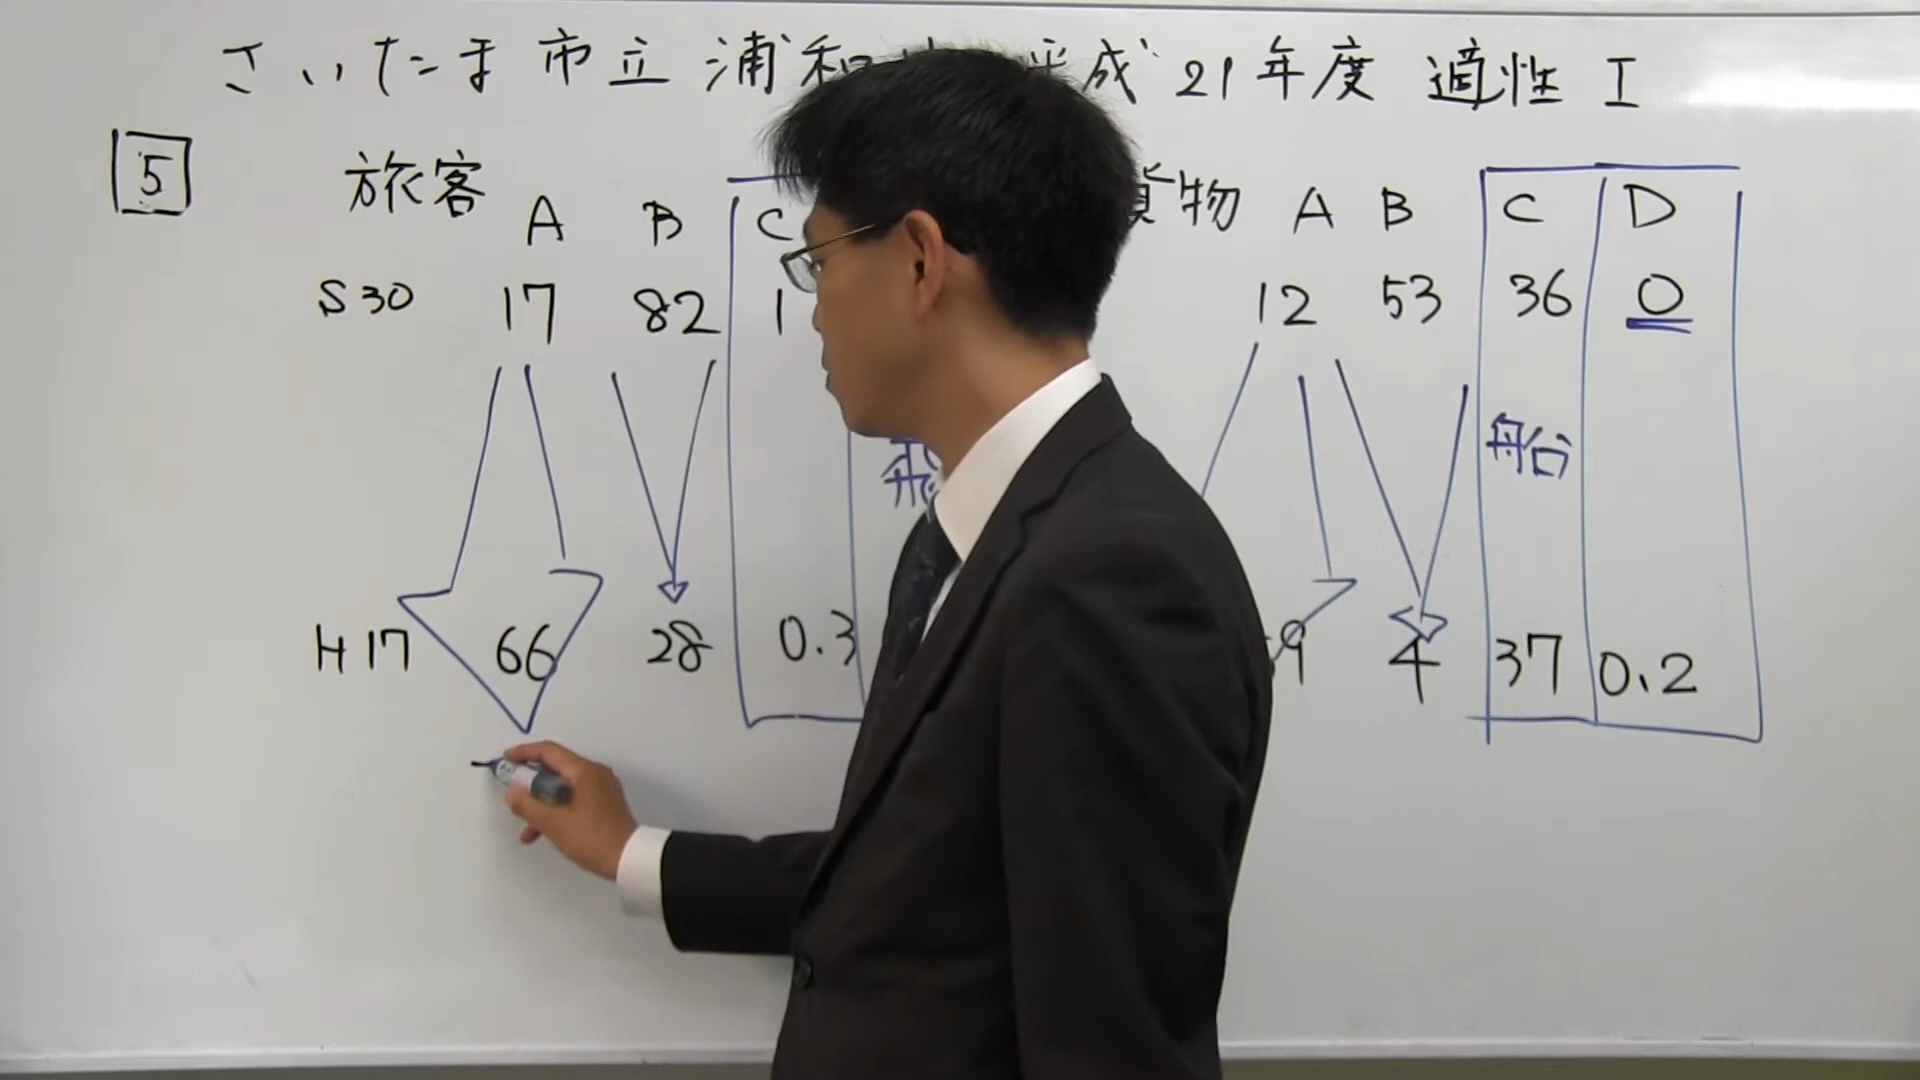 さいたま市立 浦和 平成 21年度 適性 I
5 旅客 A B C 貨物 A B C D
S30 17 82 1 12 53 36 0
飛 船
H17 66 28 0.3 9 4 37 0.2